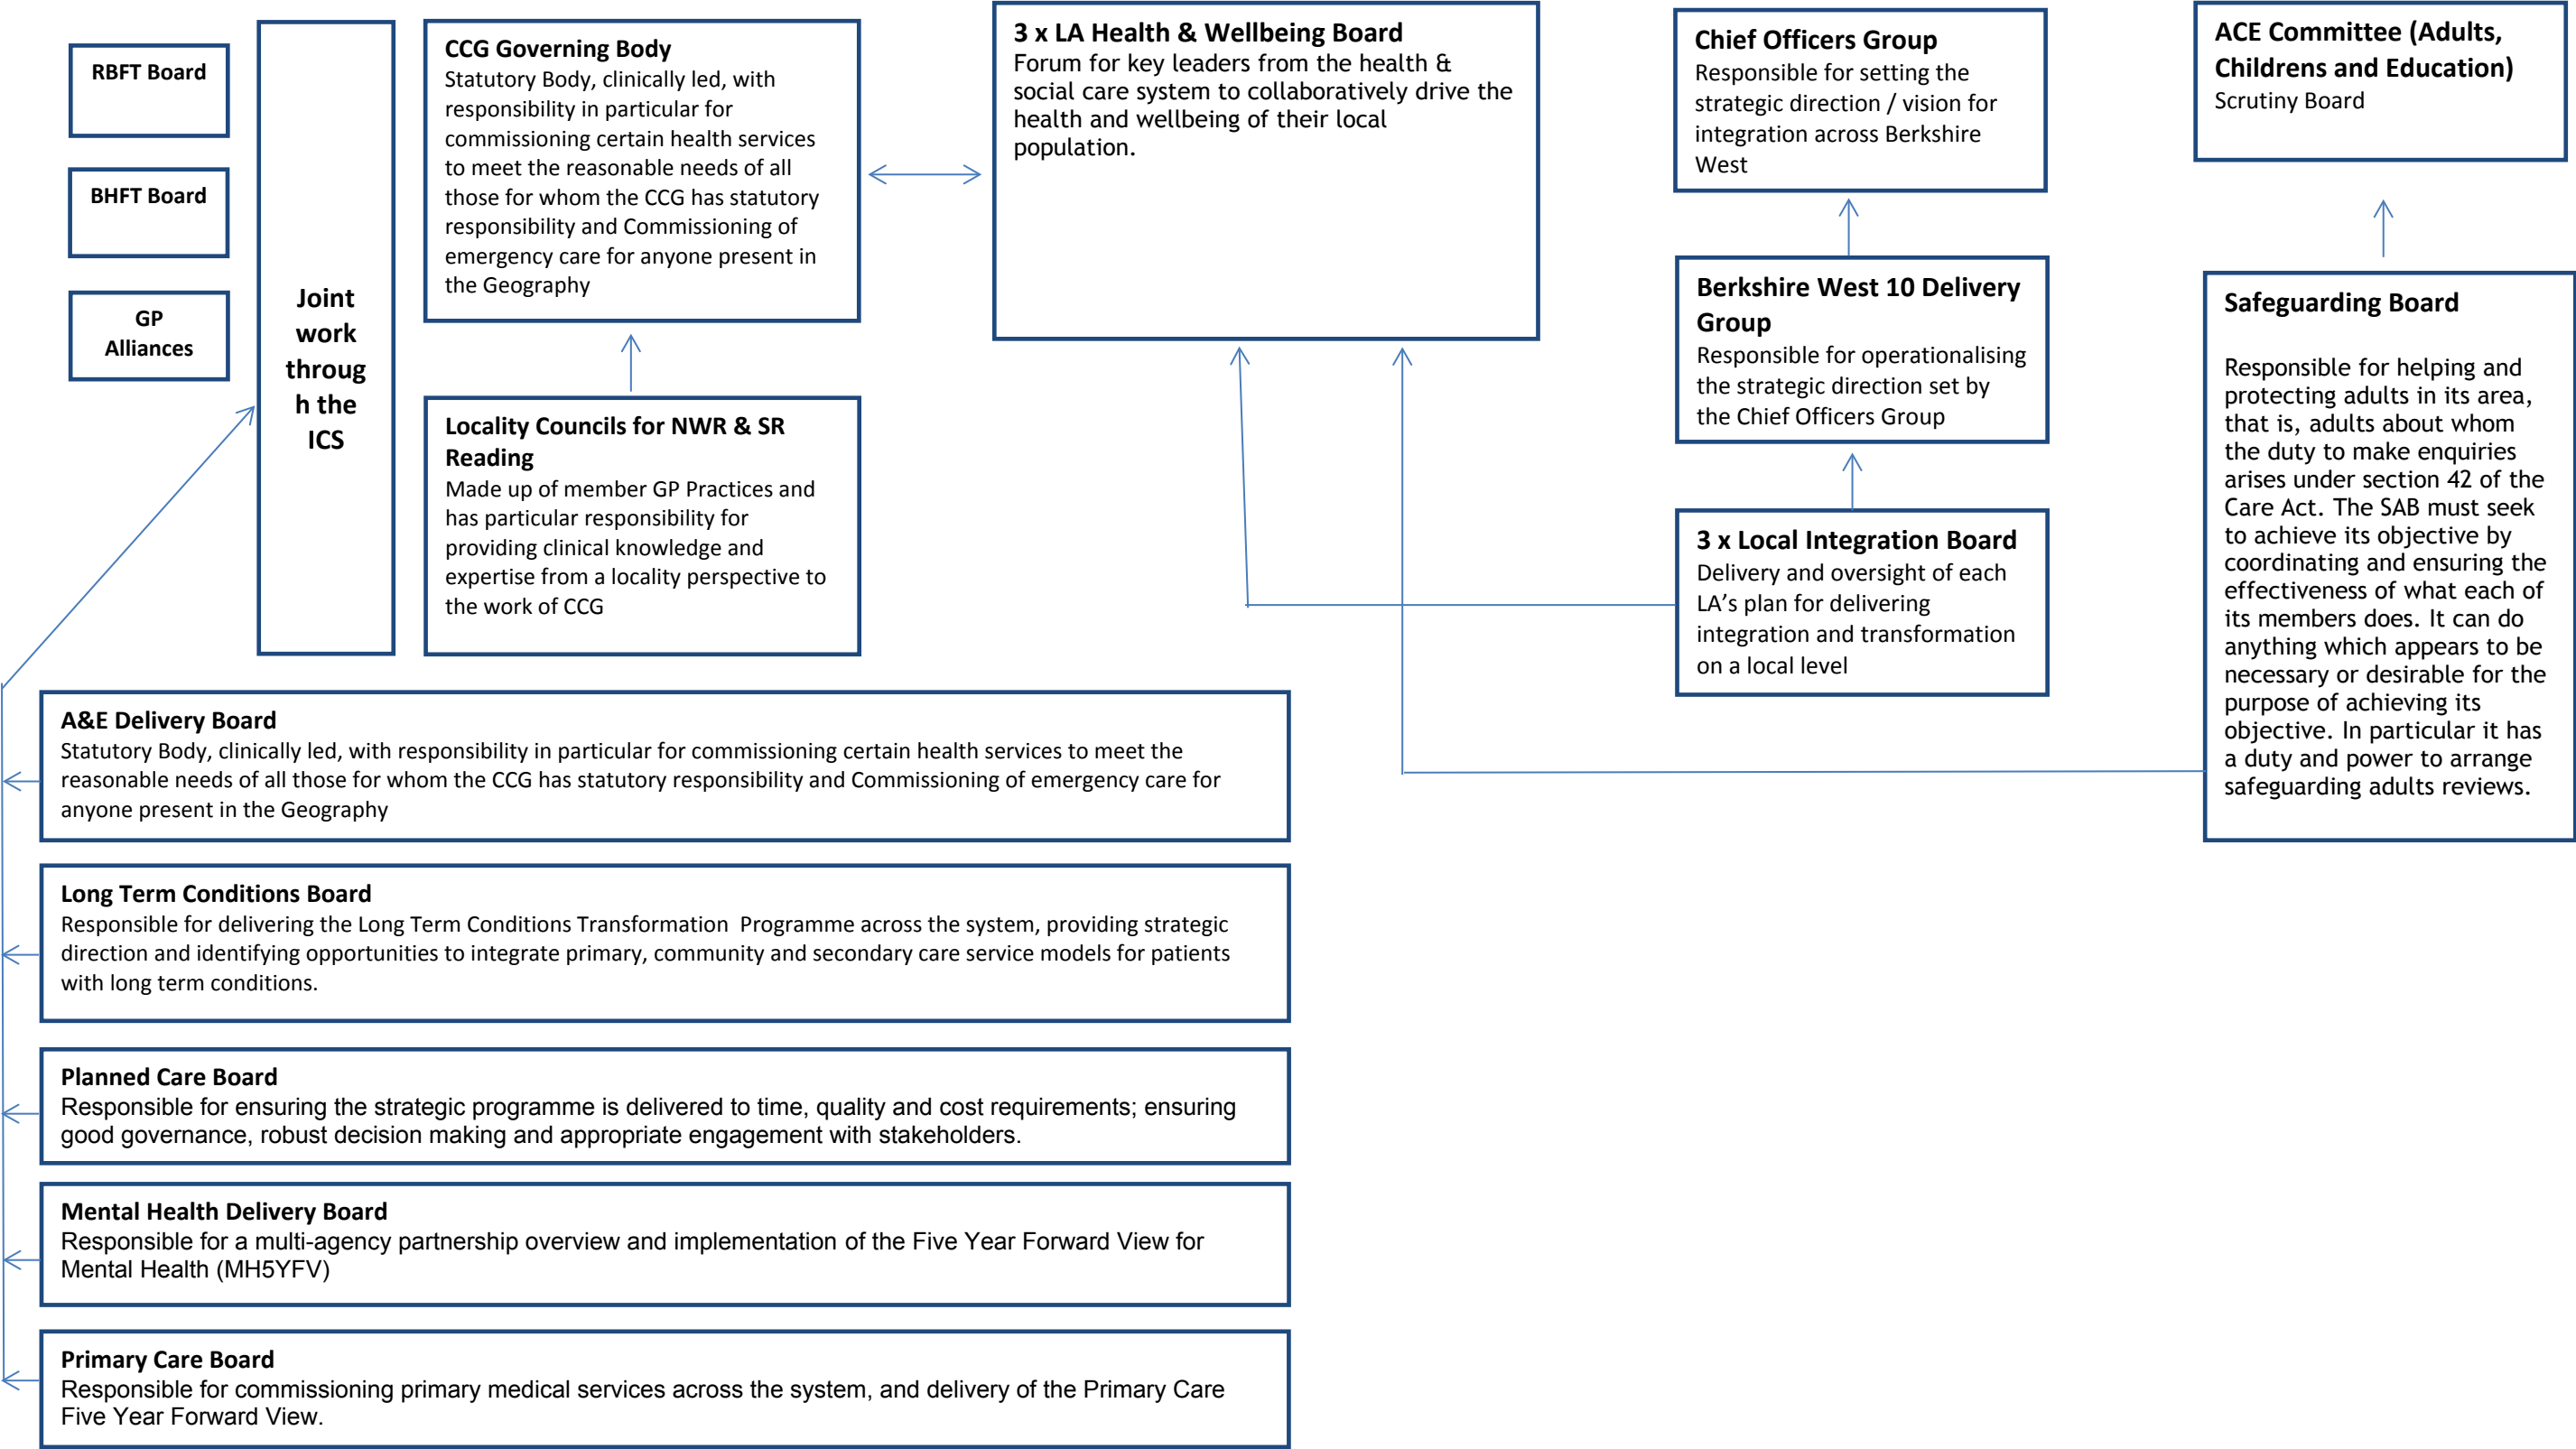 RBFT Board
BHFT Board
GP
Alliances
Joint
work
throug
h the
ICS
CCG Governing Body
Statutory Body, clinically led, with
responsibility in particular for
commissioning certain health services
to meet the reasonable needs of all
those for whom the CCG has statutory
responsibility and Commissioning of
emergency care for anyone present in
the Geography
Locality Councils for NWR & SR
Reading
Made up of member GP Practices and
has particular responsibility for
providing clinical knowledge and
expertise from a locality perspective to
the work of CCG
3 x LA Health & Wellbeing Board
Forum for key leaders from the health &
social care system to collaboratively drive the
health and wellbeing of their local
population.
Chief Officers Group
Responsible for setting the
strategic direction / vision for
integration across Berkshire
West
Berkshire West 10 Delivery
Group
Responsible for operationalising
the strategic direction set by
the Chief Officers Group
3 x Local Integration Board
Delivery and oversight of each
LA’s plan for delivering
integration and transformation
on a local level
ACE Committee (Adults,
Childrens and Education)
Scrutiny Board
Safeguarding Board
Responsible for helping and
protecting adults in its area,
that is, adults about whom
the duty to make enquiries
arises under section 42 of the
Care Act. The SAB must seek
to achieve its objective by
coordinating and ensuring the
effectiveness of what each of
its members does. It can do
anything which appears to be
necessary or desirable for the
purpose of achieving its
objective. In particular it has
a duty and power to arrange
safeguarding adults reviews.
A&E Delivery Board
Statutory Body, clinically led, with responsibility in particular for commissioning certain health services to meet the
reasonable needs of all those for whom the CCG has statutory responsibility and Commissioning of emergency care for
anyone present in the Geography
Long Term Conditions Board
Responsible for delivering the Long Term Conditions Transformation  Programme across the system, providing strategic
direction and identifying opportunities to integrate primary, community and secondary care service models for patients
with long term conditions.
Planned Care Board
Responsible for ensuring the strategic programme is delivered to time, quality and cost requirements; ensuring
good governance, robust decision making and appropriate engagement with stakeholders.
Mental Health Delivery Board
Responsible for a multi-agency partnership overview and implementation of the Five Year Forward View for
Mental Health (MH5YFV)
Primary Care Board
Responsible for commissioning primary medical services across the system, and delivery of the Primary Care
Five Year Forward View.